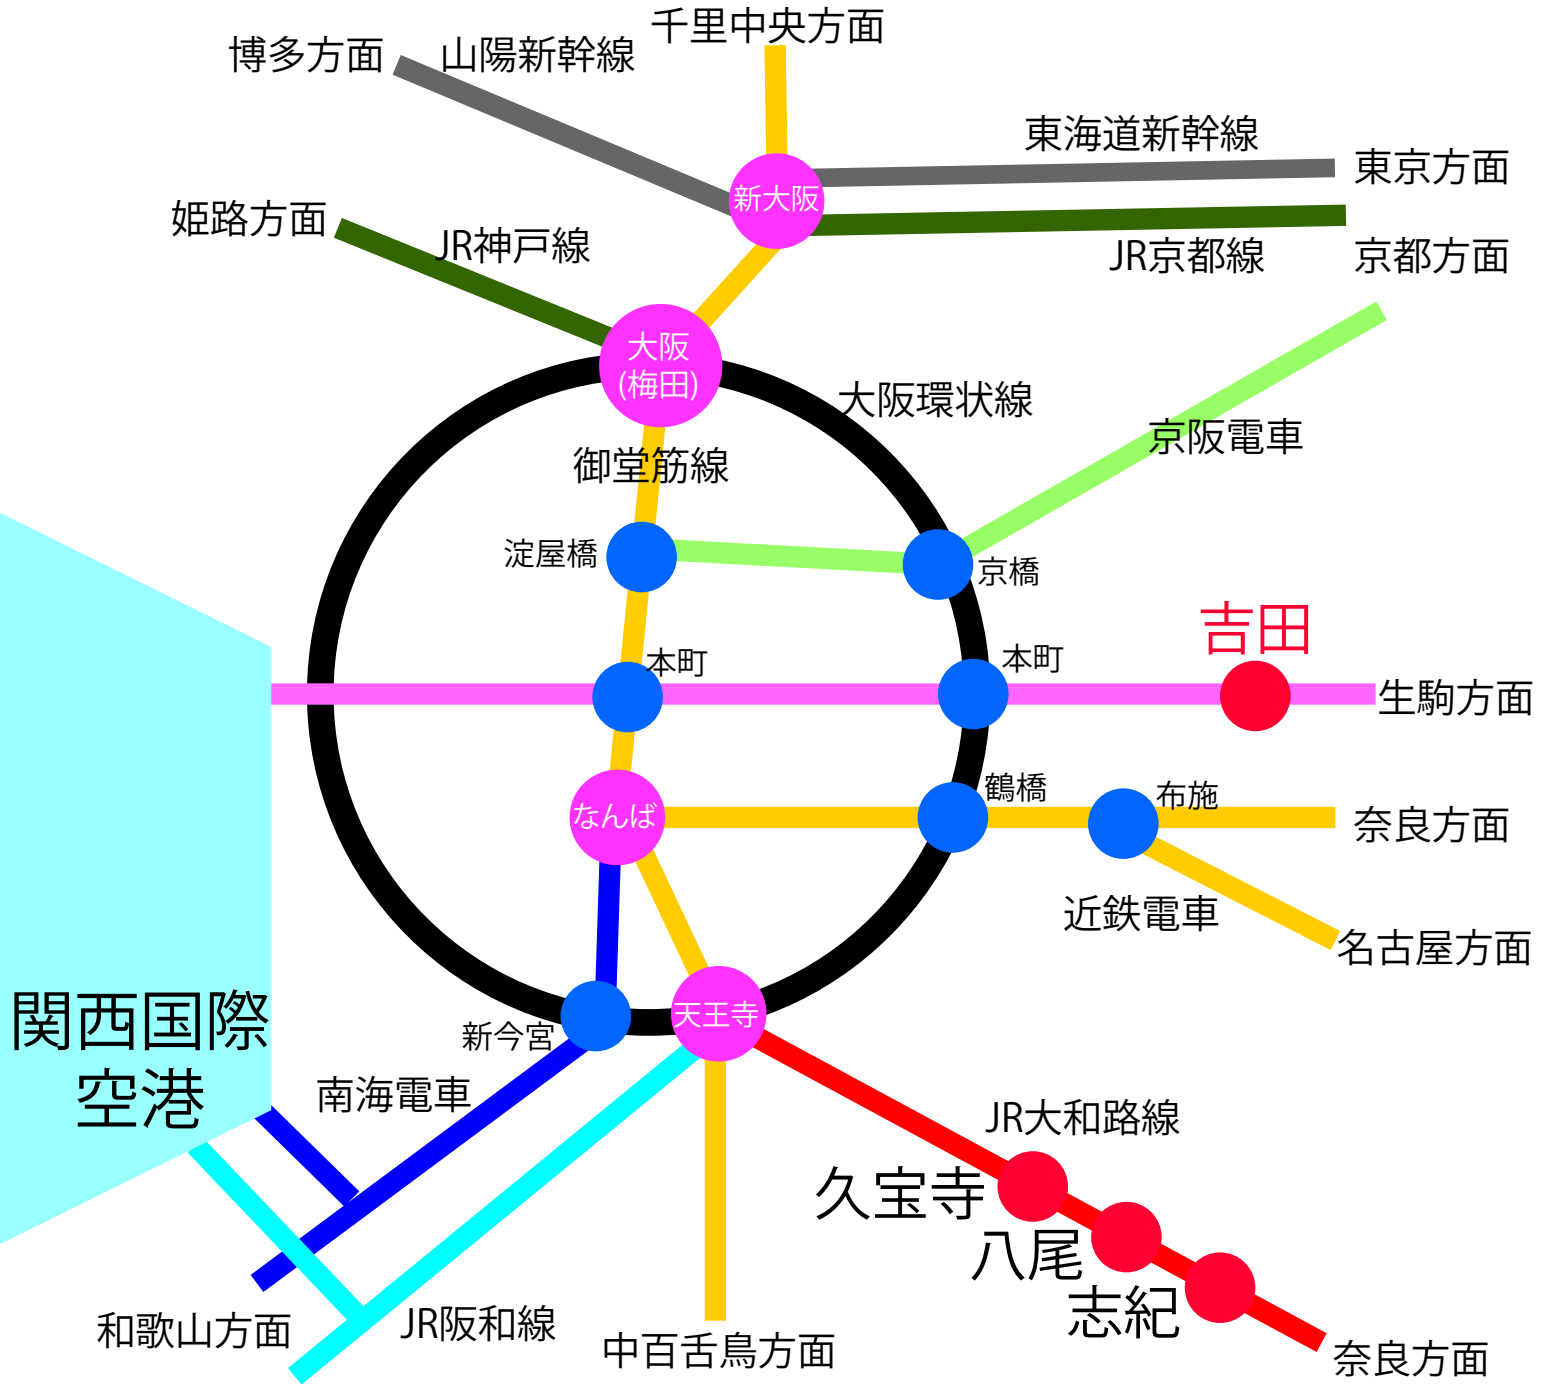 千里中央方面
博多方面
山陽新幹線
東海道新幹線
東京方面
新大阪
姫路方面
JR神戸線
JR京都線
京都方面
大阪
(梅田)
大阪環状線
京阪電車
御堂筋線
淀屋橋
京橋
吉田
本町
本町
生駒方面
なんば
鶴橋
布施
奈良方面
近鉄電車
名古屋方面
関西国際
空港
新今宮
天王寺
南海電車
JR大和路線
久宝寺
八尾
志紀
和歌山方面
JR阪和線
中百舌鳥方面
奈良方面